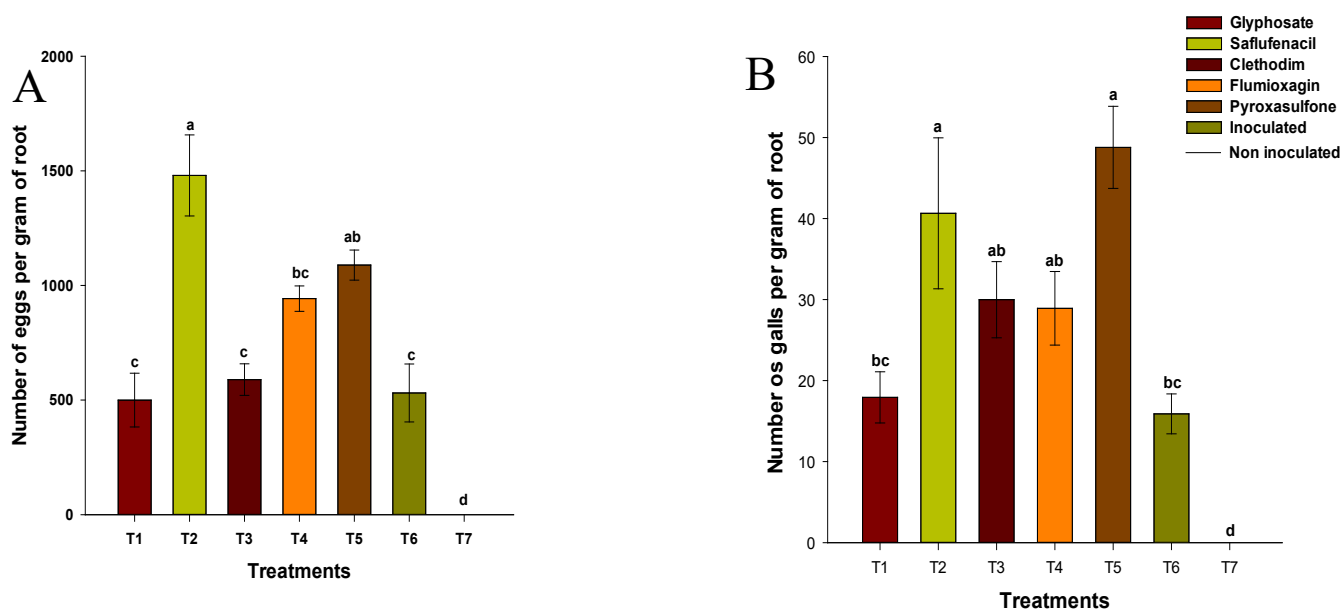 A
Number of eggs per gram of root
2000
1500
1000
500
0
a
ab
bc
c
c
c
d
T1 T2 T3 T4 T5 T6 T7
Treatments
B
Number os galls per gram of root
60
50
40
30
20
10
0
a
a
ab
ab
bc
bc
d
T1 T2 T3 T4 T5 T6 T7
Treatments
Glyphosate
Saflufenacil
Clethodim
Flumioxagin
Pyroxasulfone
Inoculated
Non inoculated